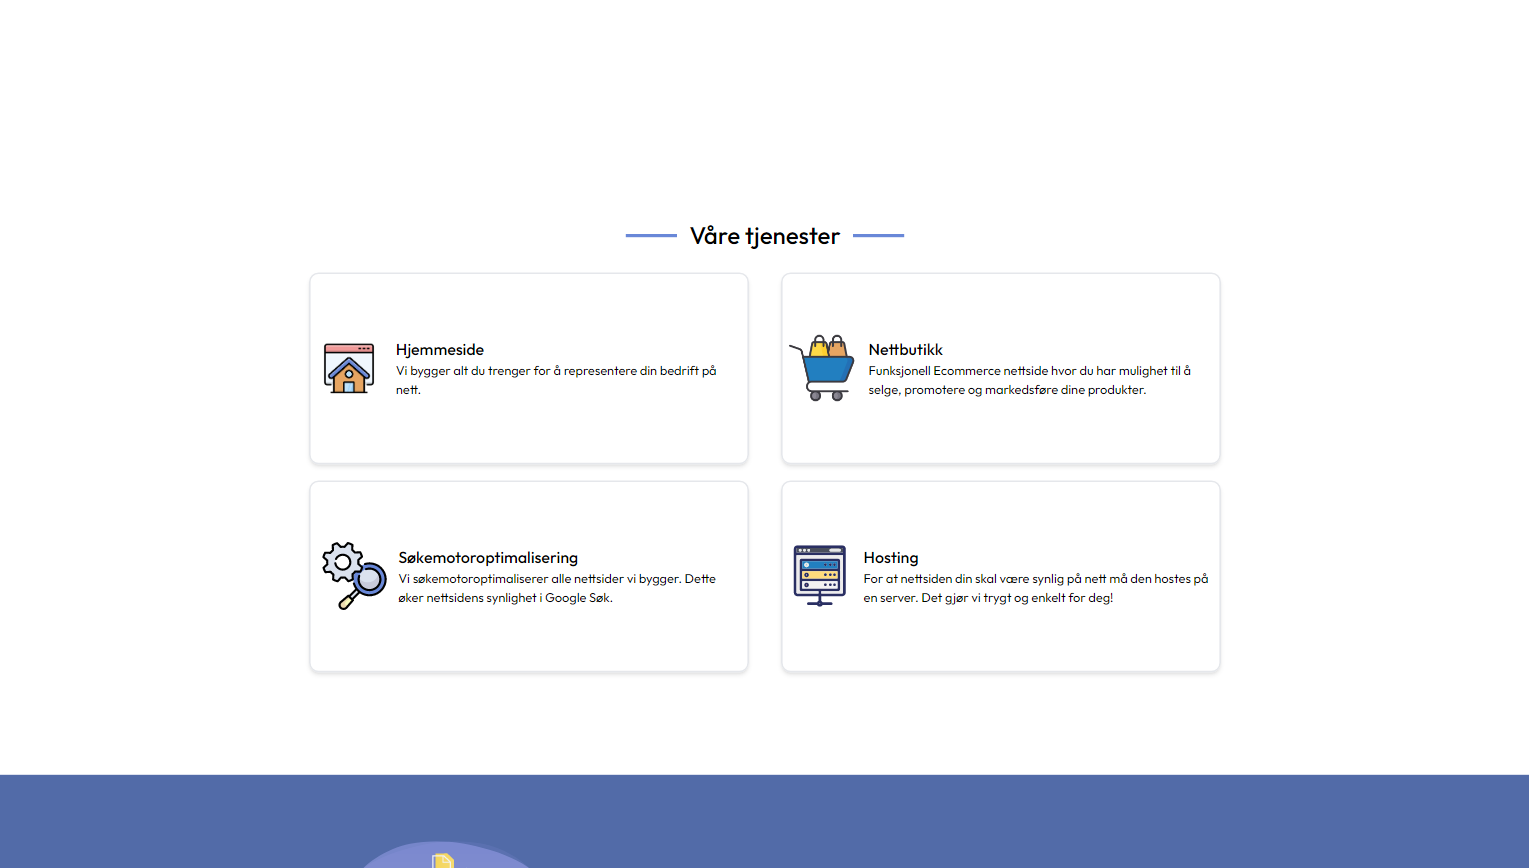 Våre tjenester
Hjemmeside
Vi bygger alt du trenger for å representere din bedrift på
nett.
Nettbutikk
Funksjonell Ecommerce nettside hvor du har mulighet til å
selge, promotere og markedsføre dine produkter.
Søkemotoroptimalisering
Vi søkemotoroptimaliserer alle nettsider vi bygger. Dette
øker nettsidens synlighet i Google Søk.
Hosting
For at nettsiden din skal være synlig på nett må den hostes på
en server. Det gjør vi trygt og enkelt for deg!